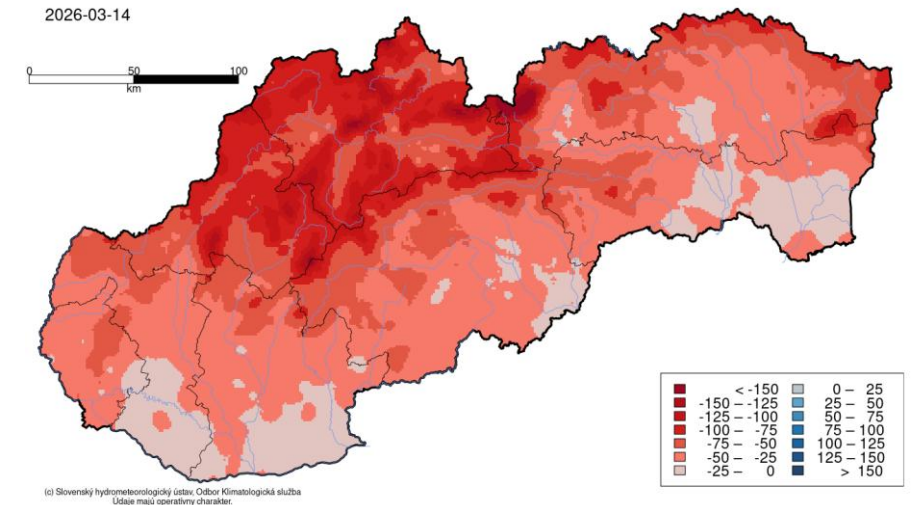 2026-03-14
0 50 100
km
< -150 0 – 25
-150 – -125 25 – 50
-125 – -100 50 – 75
-100 – -75 75 – 100
-75 – -50 100 – 125
-50 – -25 125 – 150
-25 – 0 > 150
(c) Slovenský hydrometeorologický ústav, Odbor Klimatologická služba
Údaje majú operatívny charakter.